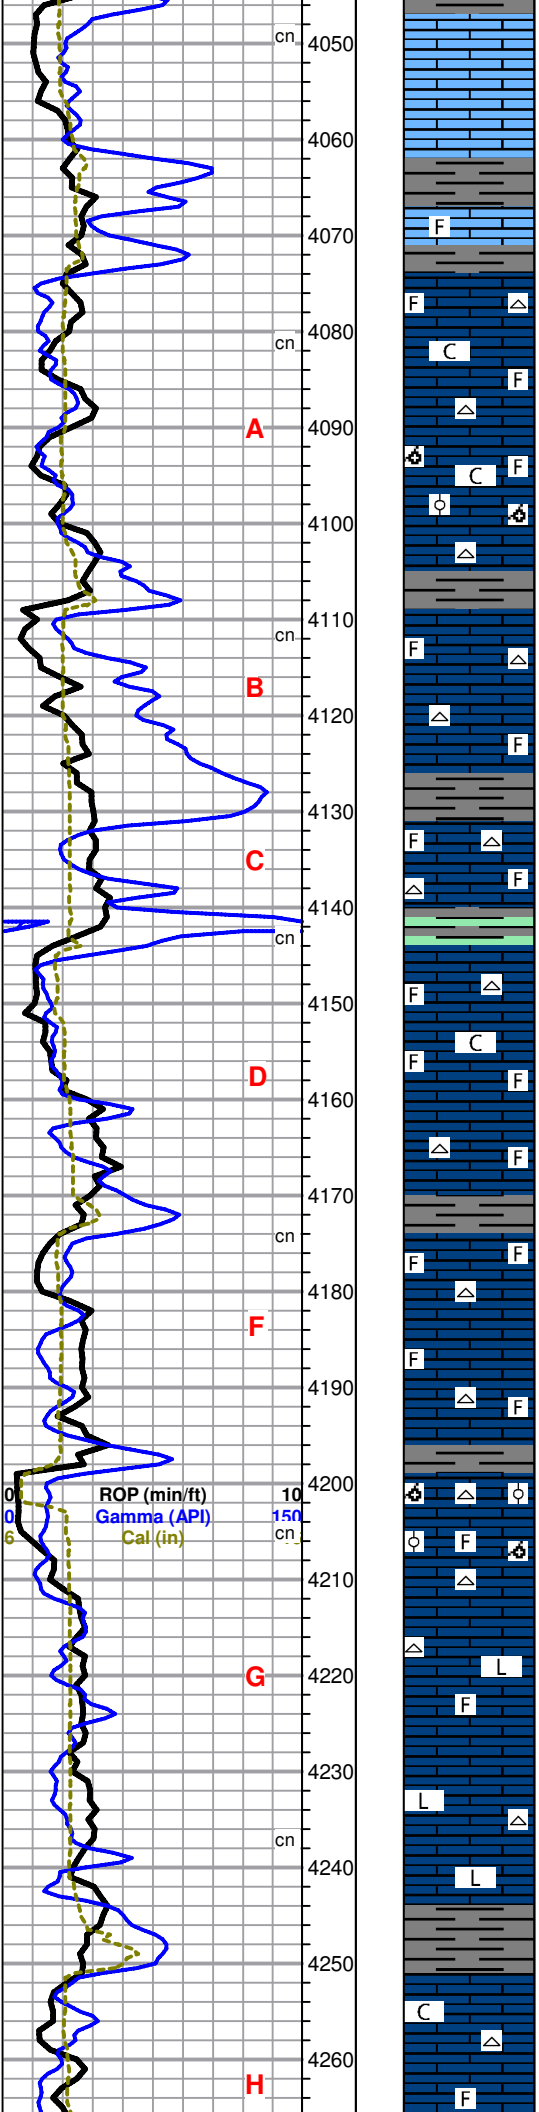 cn
4050
4060
F
4070
F
4080
cn
C
F
A
4090
F
C
4100
4110
cn
F
B
4120
F
4130
F
C
F
4140
cn
F
4150
C
F
D
F
4160
F
4170
cn
F
F
4180
F
F
4190
F
4200
0 ROP (min/ft) 10
0 Gamma (API) 150
6 Cal (in)
cn
F
4210
G
L
4220
F
4230
L
cn
4240
L
4250
C
4260
H
F